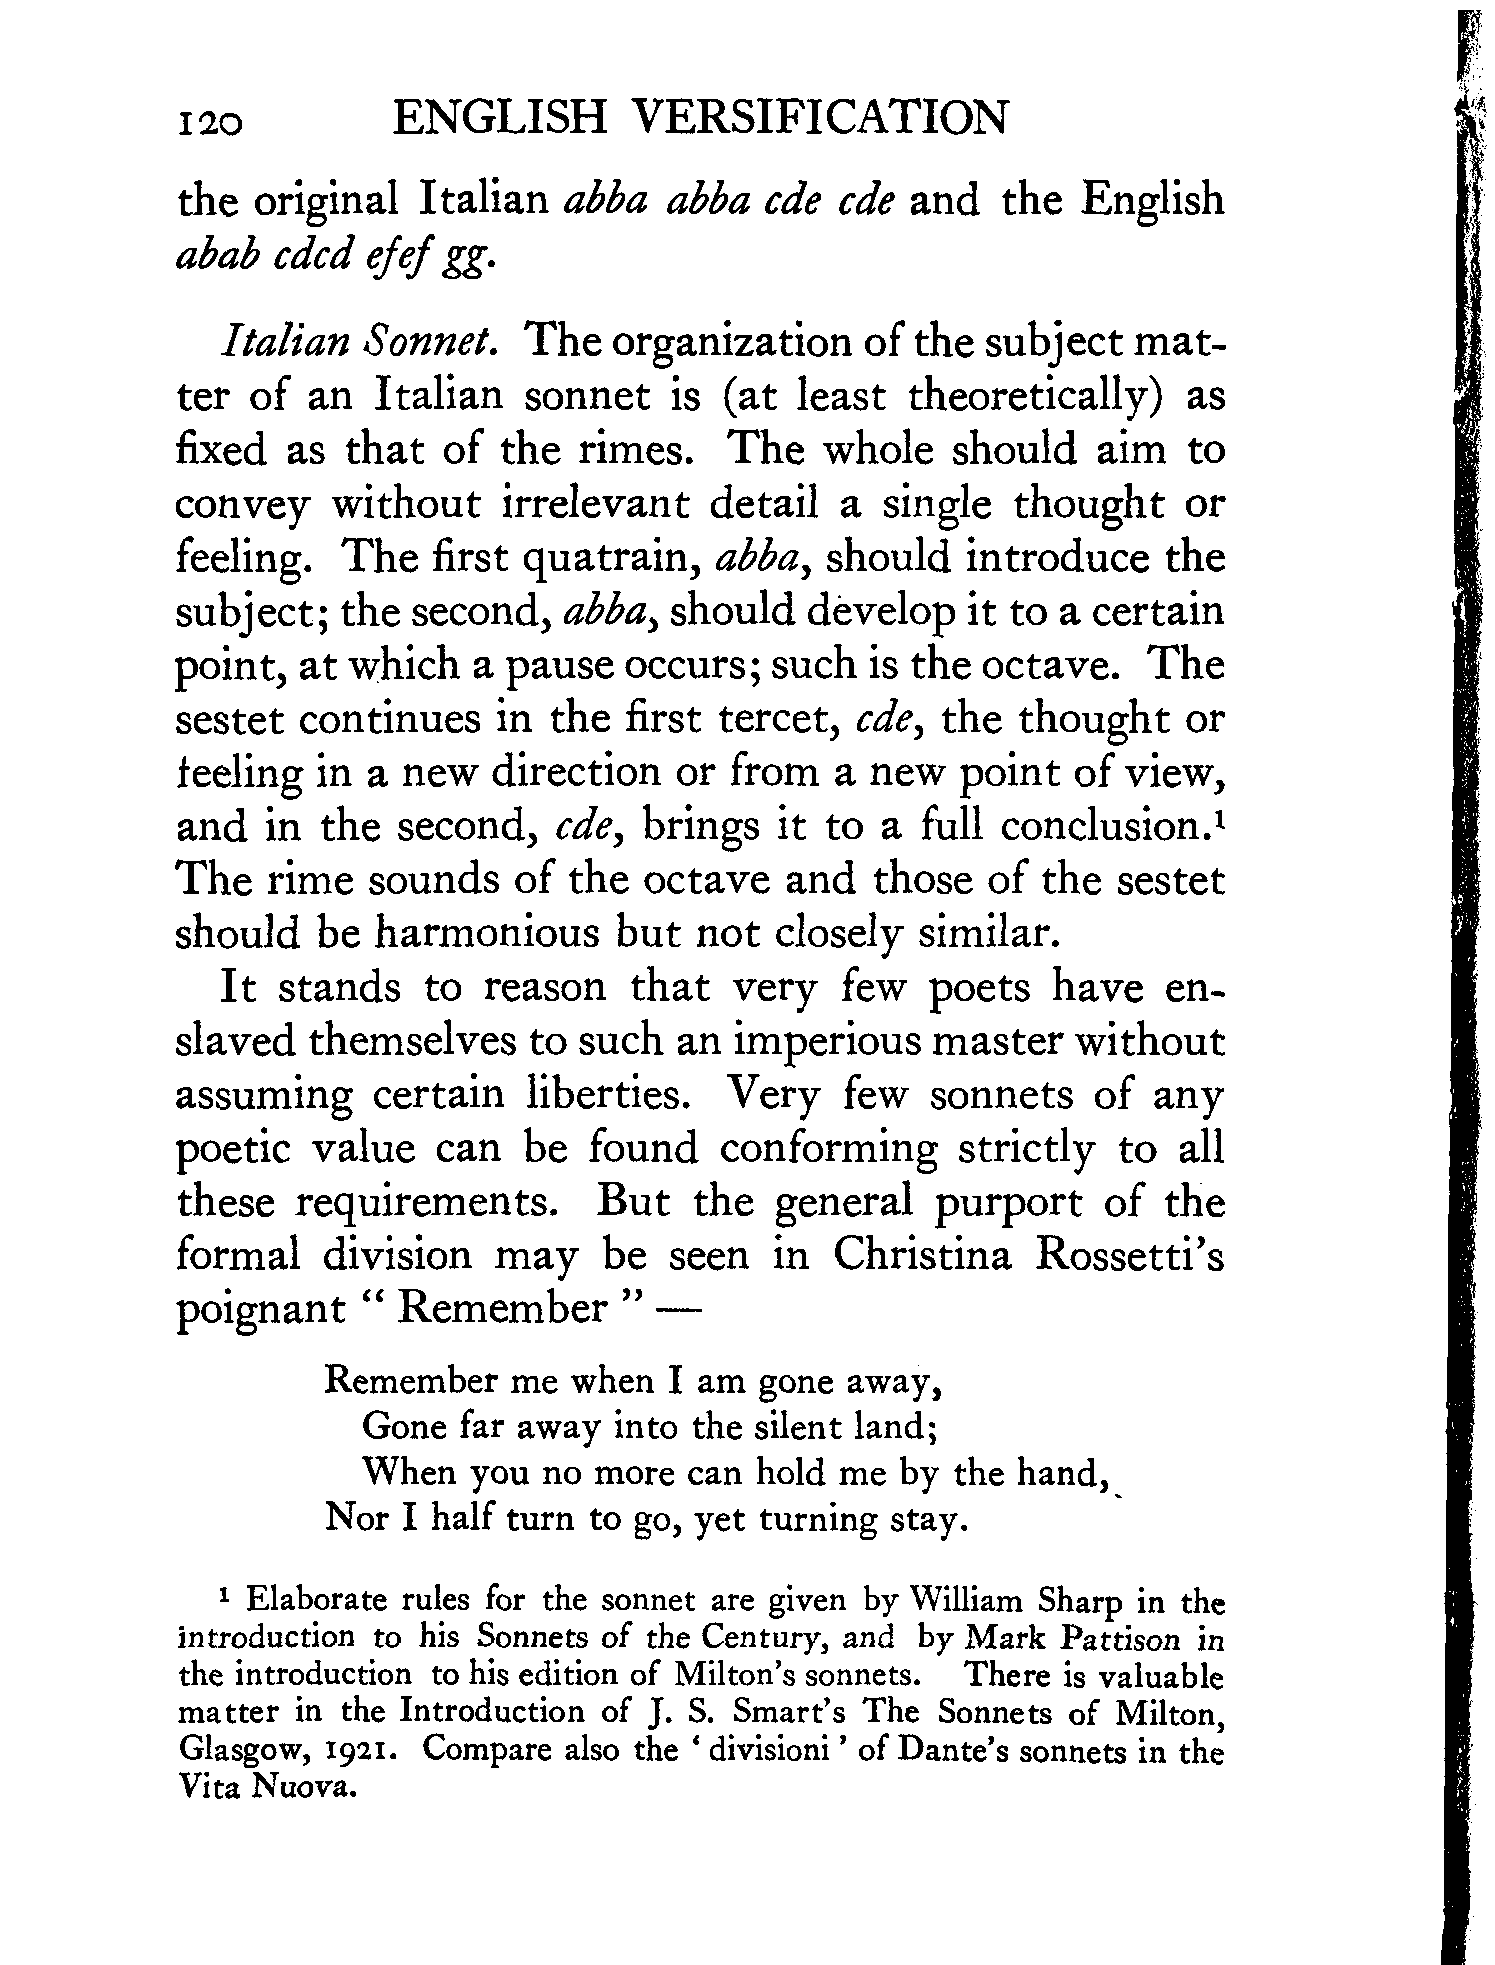 120 ENGLISH VERSIFICATION
the original Italian abba abba cde cde and the English
abab cdcd efef gg.
Italian Sonnet. The organization of the subject mat-
ter of an Italian sonnet is (at least theoretically) as
fixed as that of the rimes. The whole should aim to
convey without irrelevant detail a single thought or
feeling. The first quatrain, abba, should introduce the
subject; the second, abba, should develop it to a certain
point, at which a pause occurs; such is the octave. The
sestet continues in the first tercet, cde, the thought or
feeling in a new direction or from a new point of view,
and in the second, cde, brings it to a full conclusion.¹
The rime sounds of the octave and those of the sestet
should be harmonious but not closely similar.
It stands to reason that very few poets have en-
slaved themselves to such an imperious master without
assuming certain liberties. Very few sonnets of any
poetic value can be found conforming strictly to all
these requirements. But the general purport of the
formal division may be seen in Christina Rossetti's
poignant “ Remember ” —
Remember me when I am gone away,
Gone far away into the silent land;
When you no more can hold me by the hand,
Nor I half turn to go, yet turning stay.
¹ Elaborate rules for the sonnet are given by William Sharp in the
introduction to his Sonnets of the Century, and by Mark Pattison in
the introduction to his edition of Milton's sonnets. There is valuable
matter in the Introduction of J. S. Smart's The Sonnets of Milton,
Glasgow, 1921. Compare also the ‘ divisioni ’ of Dante's sonnets in the
Vita Nuova.